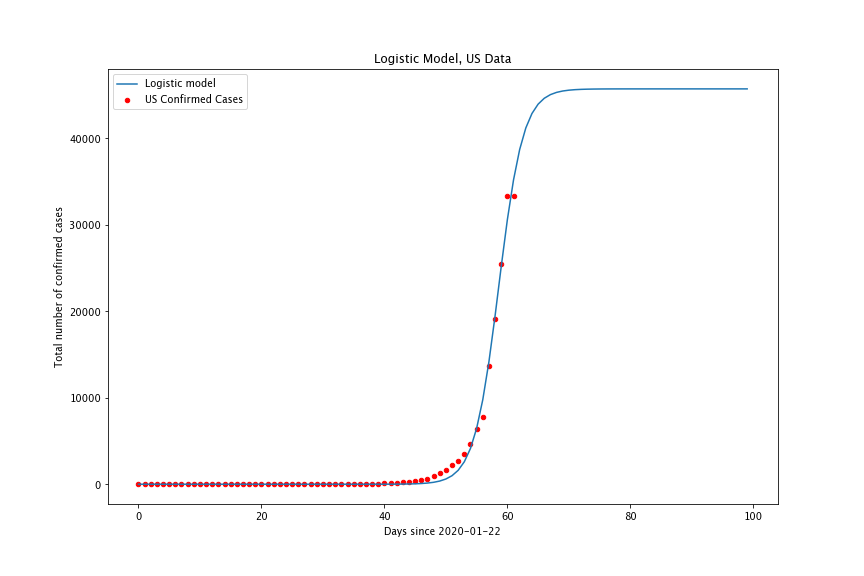 Logistic Model, US Data
Logistic model
US Confirmed Cases
Total number of confirmed cases
40000
30000
20000
10000
0
0 20 40 60 80 100
Days since 2020-01-22